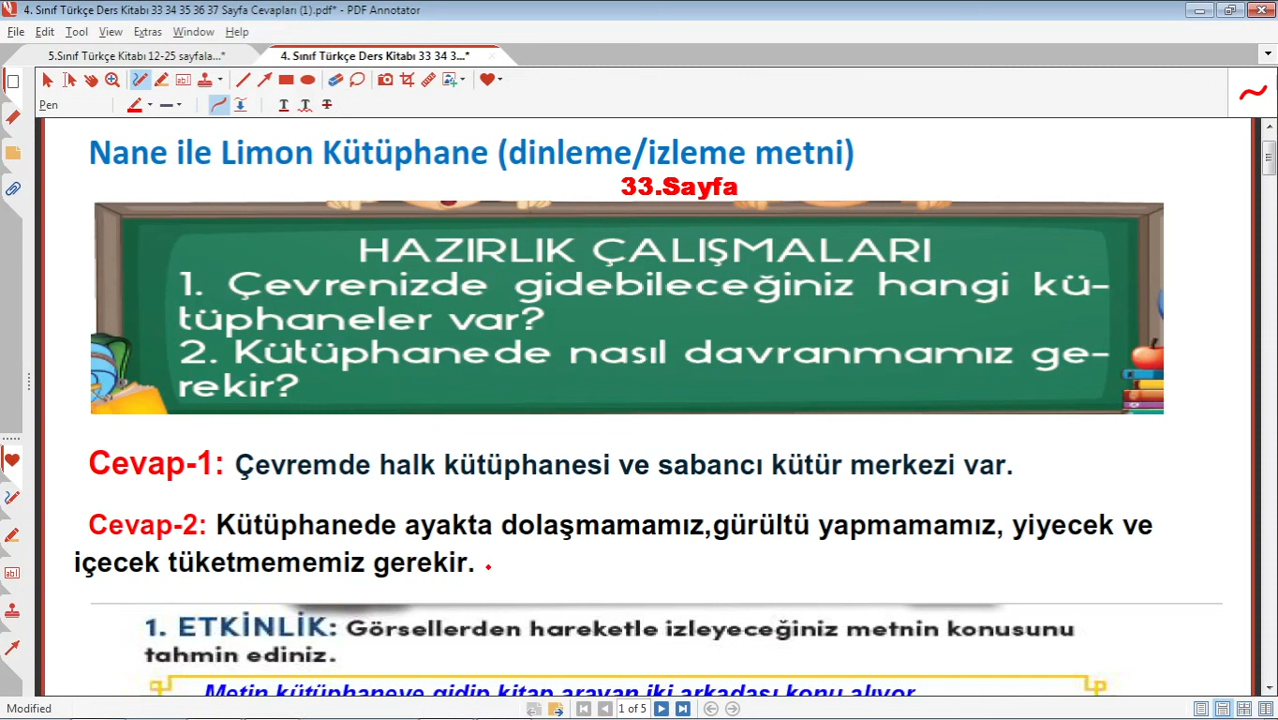 4. Sınıf Türkçe Ders Kitabı 33 34 35 36 37 Sayfa Cevapları (1).pdf* - PDF Annotator
File Edit Tool View Extras Window Help
5.Sınıf Türkçe Kitabı 12-25 sayfala...* 4. Sınıf Türkçe Ders Kitabı 33 34 3...*
Pen
Nane ile Limon Kütüphane (dinleme/izleme metni)
33.Sayfa
HAZIRLIK ÇALIŞMALARI
1. Çevrenizde gidebileceğiniz hangi kü-
tüphaneler var?
2. Kütüphanede nasıl davranmamız ge-
rekir?
Cevap-1: Çevremde halk kütüphanesi ve sabancı kütür merkezi var.
Cevap-2: Kütüphanede ayakta dolaşmamamız,gürültü yapmamamız, yiyecek ve
içecek tüketmememiz gerekir.
1. ETKİNLİK: Görsellerden hareketle izleyeceğiniz metnin konusunu
tahmin ediniz.
Metin kütüphaneye gidip kitap arayan iki arkadaşı konu alıyor
Modified 1 of 5